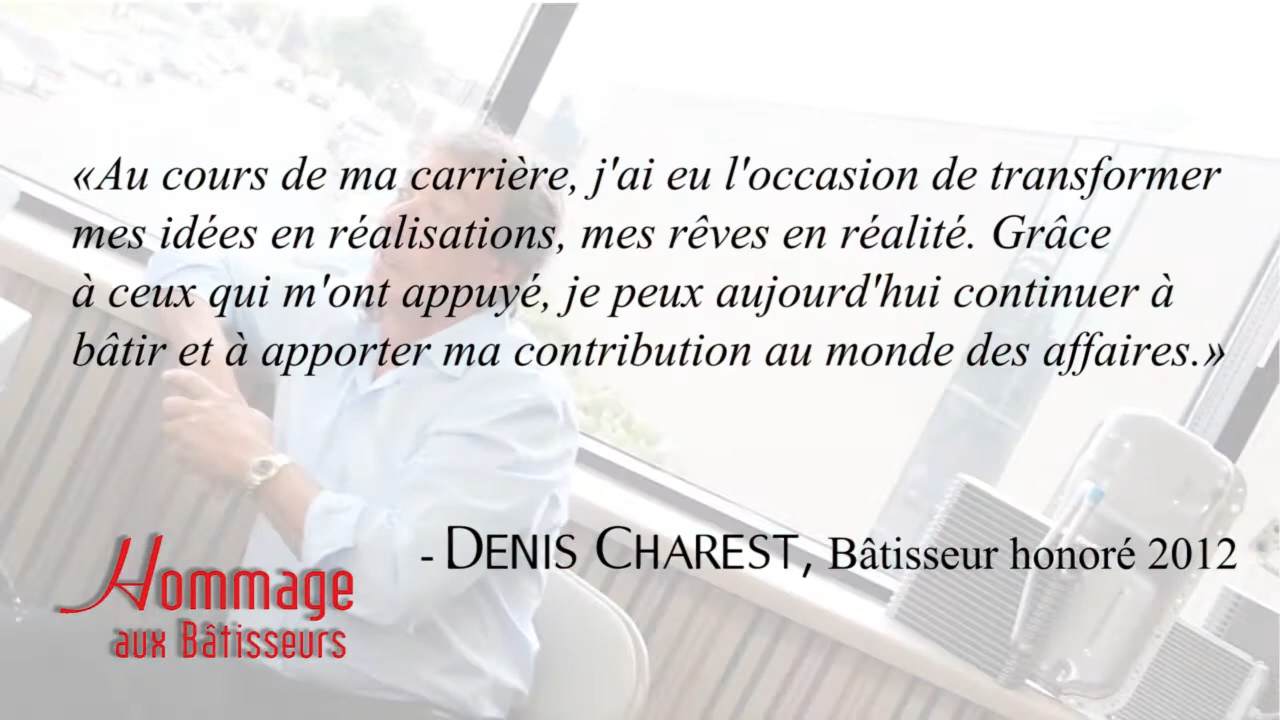 «Au cours de ma carrière, j'ai eu l'occasion de transformer
mes idées en réalisations, mes rêves en réalité. Grâce
à ceux qui m'ont appuyé, je peux aujourd'hui continuer à
bâtir et à apporter ma contribution au monde des affaires.»
- DENIS CHAREST, Bâtisseur honoré 2012
Hommage
aux Bâtisseurs